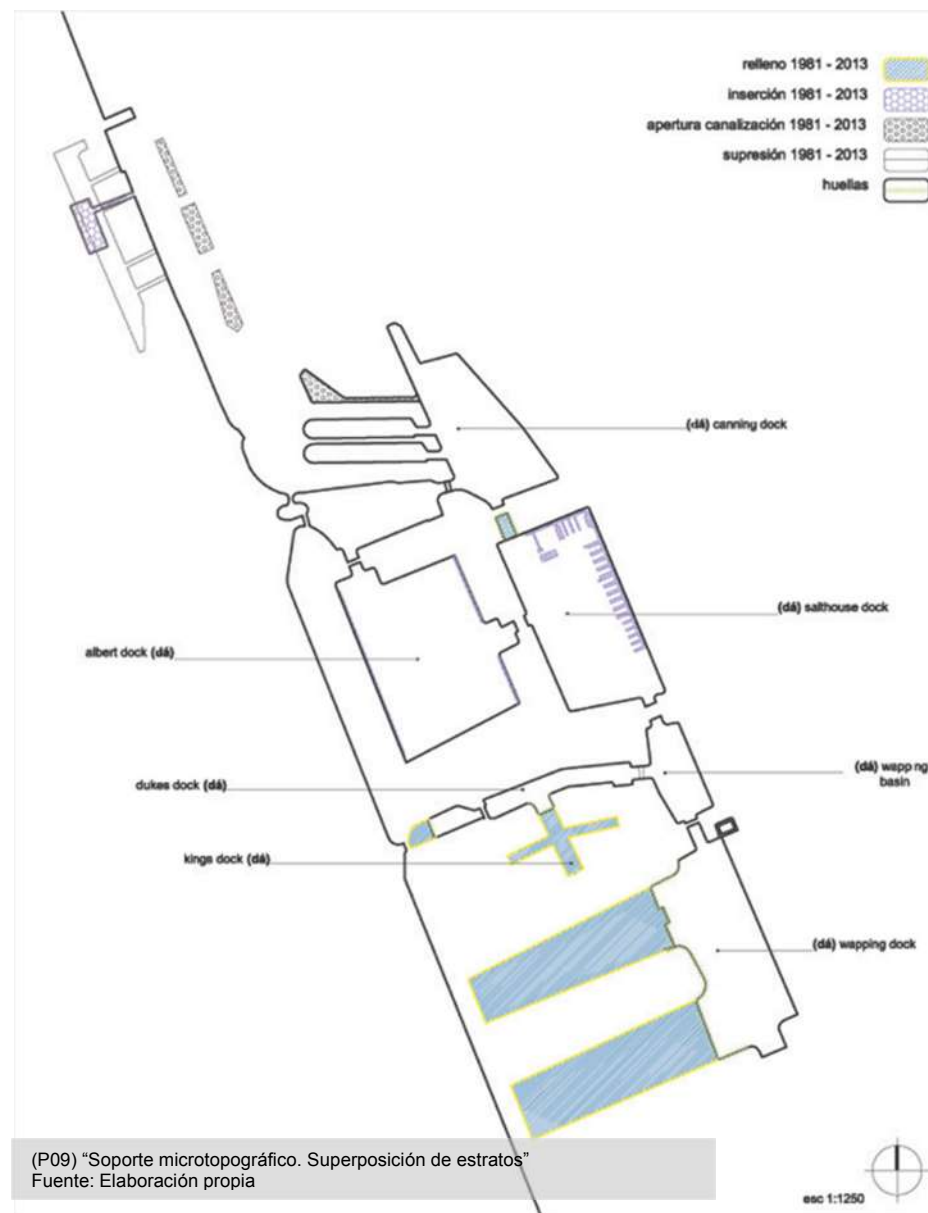 relleno 1981 - 2013
inserción 1981 - 2013
apertura canalización 1981 - 2013
supresión 1981 - 2013
huellas
(dá) canning dock
(dá) salthouse dock
albert dock (dá)
dukes dock (dá)
(dá) wapp ng
basin
kings dock (dá)
(dá) wapping dock
(P09) “Soporte microtopográfico. Superposición de estratos”
Fuente: Elaboración propia
esc 1:1250